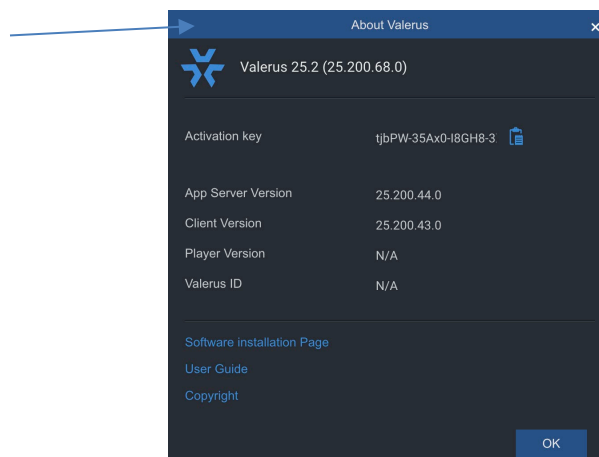 About Valerus
Valerus 25.2 (25.200.68.0)
Activation key tjbPW-35Ax0-I8GH8-3
App Server Version 25.200.44.0
Client Version 25.200.43.0
Player Version N/A
Valerus ID N/A
Software installation Page
User Guide
Copyright
OK